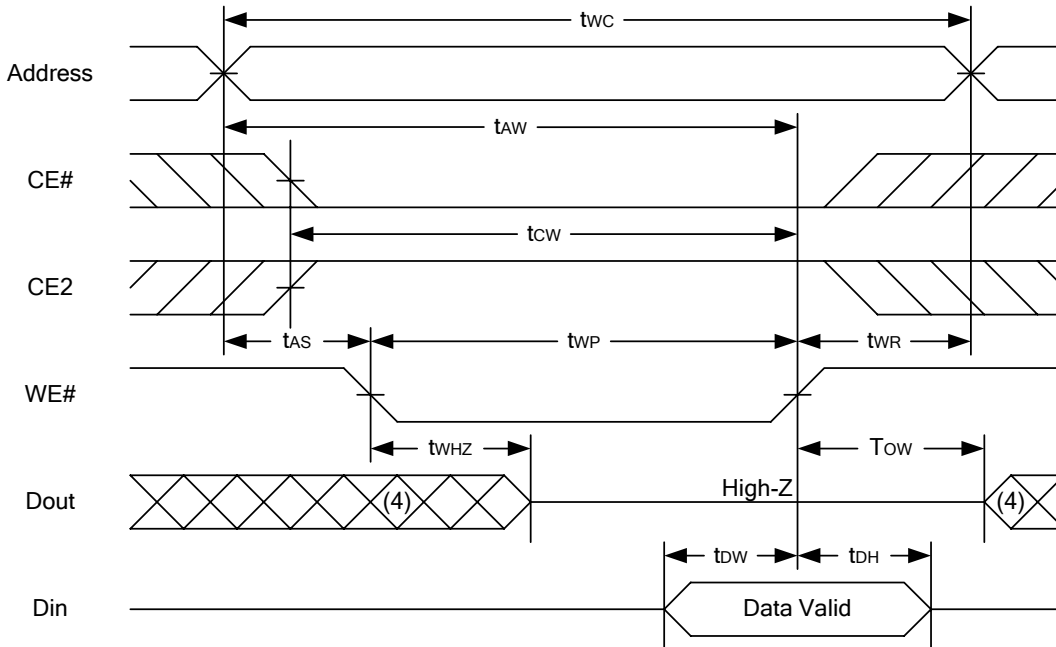 tWC
Address
tAW
CE#
tCW
CE2
tAS tWP tWR
WE#
tWHZ TOW
Dout (4) High-Z (4)
tDW tDH
Din Data Valid